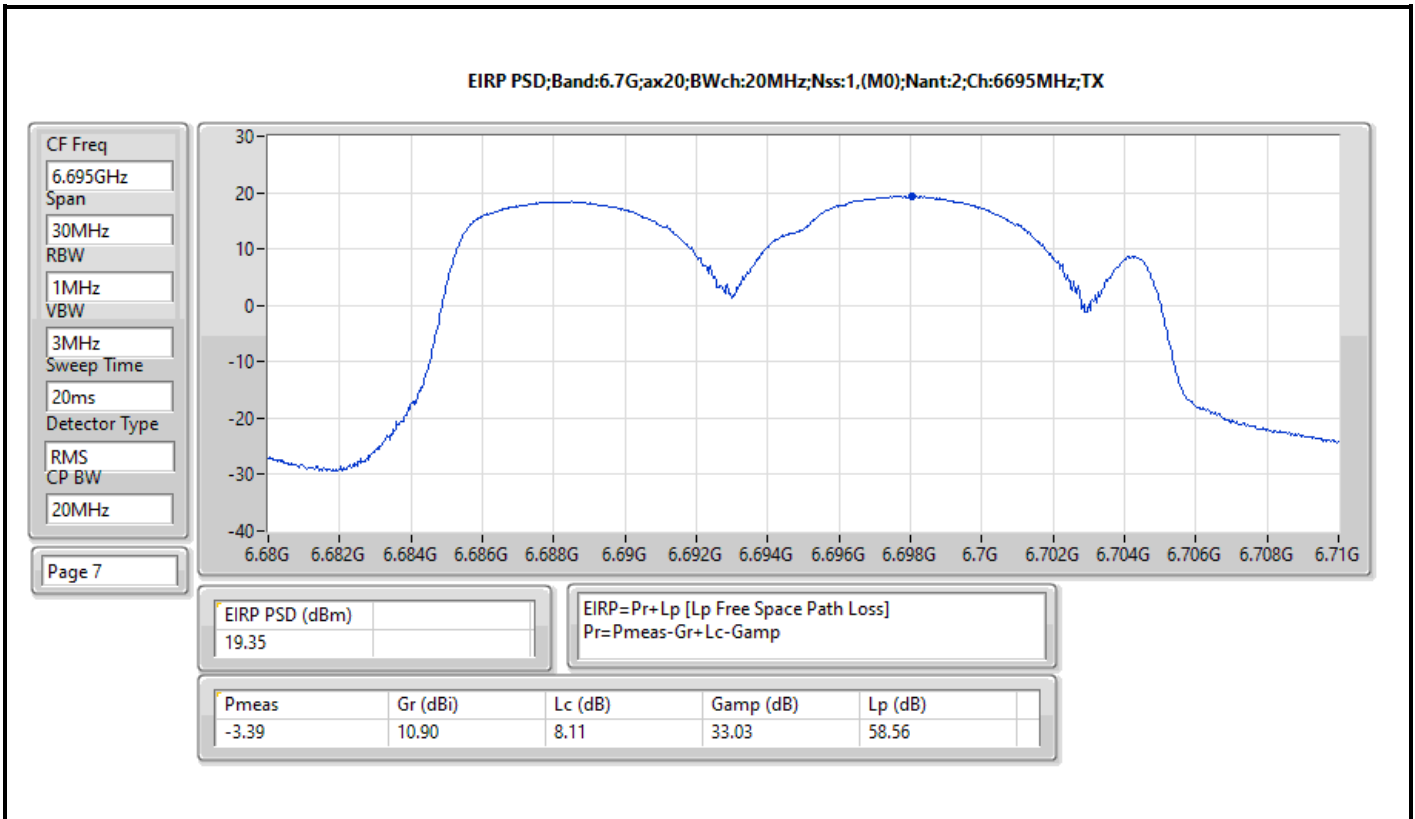 EIRP PSD;Band:6.7G;ax20;BWch:20MHz;Nss:1,(M0);Nant:2;Ch:6695MHz;TX
CF Freq
6.695GHz
Span
30MHz
RBW
1MHz
VBW
3MHz
Sweep Time
20ms
Detector Type
RMS
CP BW
20MHz
Page 7
30
20
10
0
-10
-20
-30
-40
6.68G 6.682G 6.684G 6.686G 6.688G 6.69G 6.692G 6.694G 6.696G 6.698G 6.7G 6.702G 6.704G 6.706G 6.708G 6.71G
EIRP PSD (dBm)
19.35
EIRP=Pr+Lp [Lp Free Space Path Loss]
Pr=Pmeas-Gr+Lc-Gamp
Pmeas Gr (dBi) Lc (dB) Gamp (dB) Lp (dB)
-3.39 10.90 8.11 33.03 58.56